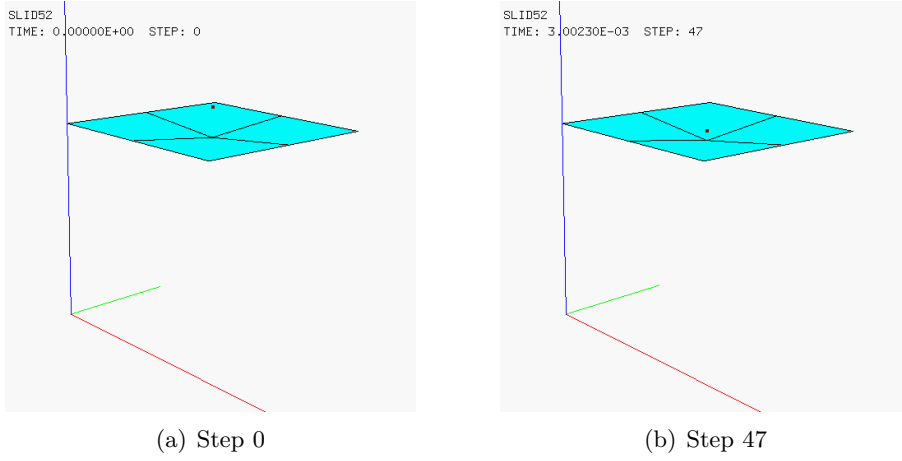 SLID52
TIME: 0.00000E+00 STEP: 0
SLID52
TIME: 3.00230E-03 STEP: 47
(a) Step 0
(b) Step 47